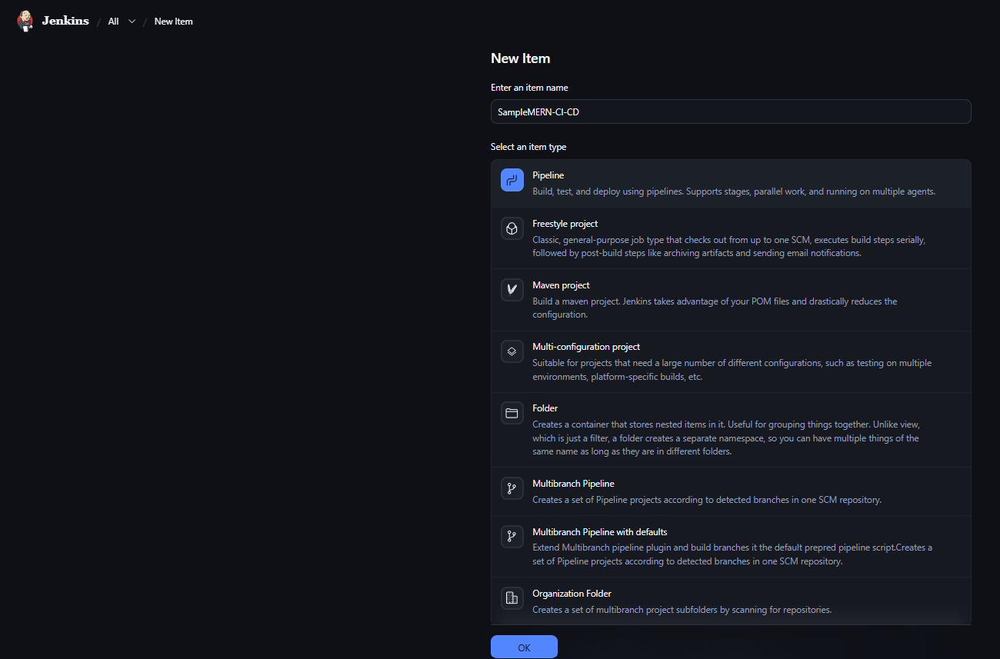 Jenkins / All / New Item
New Item
Enter an item name
SampleMERN-CI-CD
Select an item type
Pipeline
Build, test, and deploy using pipelines. Supports stages, parallel work, and running on multiple agents.
Freestyle project
Classic, general-purpose job type that checks out from up to one SCM, executes build steps serially,
followed by post-build steps like archiving artifacts and sending email notifications.
Maven project
Build a maven project. Jenkins takes advantage of your POM files and drastically reduces the
configuration.
Multi-configuration project
Suitable for projects that need a large number of different configurations, such as testing on multiple
environments, platform-specific builds, etc.
Folder
Creates a container that stores nested items in it. Useful for grouping things together. Unlike view,
which is just a filter, a folder creates a separate namespace, so you can have multiple things of the
same name as long as they are in different folders.
Multibranch Pipeline
Creates a set of Pipeline projects according to detected branches in one SCM repository.
Multibranch Pipeline with defaults
Extend Multibranch pipeline plugin and build branches it the default prepred pipeline script.Creates a
set of Pipeline projects according to detected branches in one SCM repository.
Organization Folder
Creates a set of multibranch project subfolders by scanning for repositories.
OK